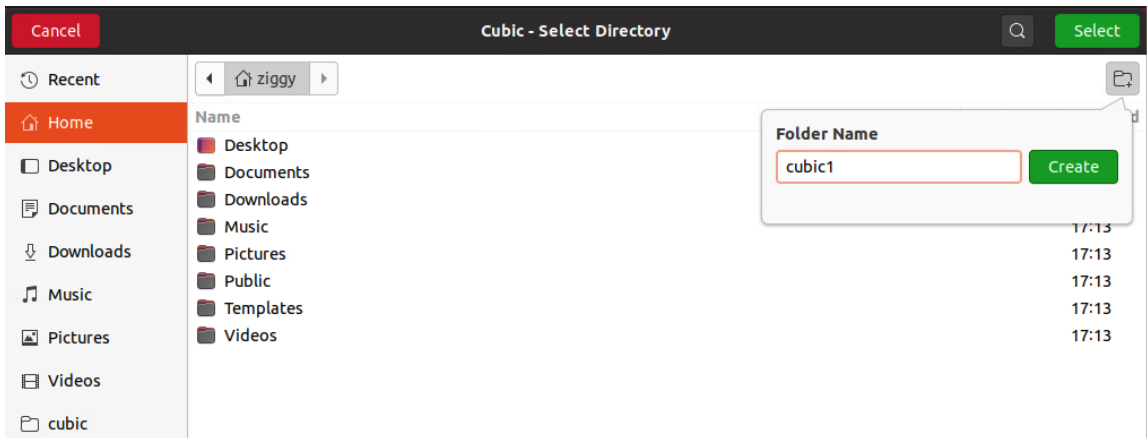 Cancel
Cubic - Select Directory
Select
Recent
Home
Desktop
Documents
Downloads
Music
Pictures
Videos
cubic
ziggy
Name
Desktop
Documents
Downloads
Music 17:13
Pictures 17:13
Public 17:13
Templates 17:13
Videos 17:13
Folder Name
cubic1
Create